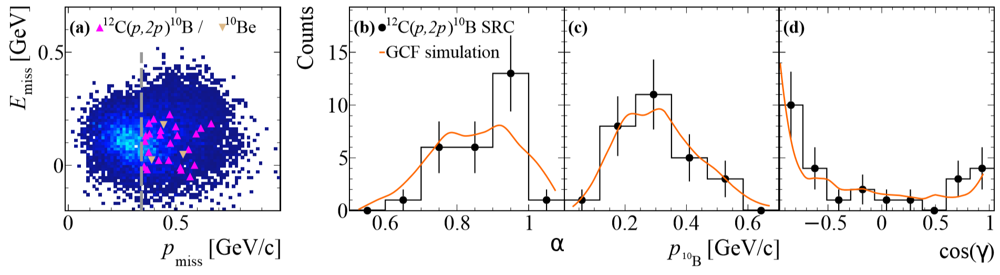 (a) ▲ ¹²C(p,2p)¹⁰B / ▼ ¹⁰Be
E_miss [GeV]
0.5
0
0 0.5
p_miss [GeV/c]
(b) ● ¹²C(p,2p)¹⁰B SRC
GCF simulation
Counts
15
10
5
0
0.6 0.8 1
α
(c)
0.2 0.4 0.6
p_¹⁰B [GeV/c]
(d)
−0.5 0 0.5 1
cos(γ)